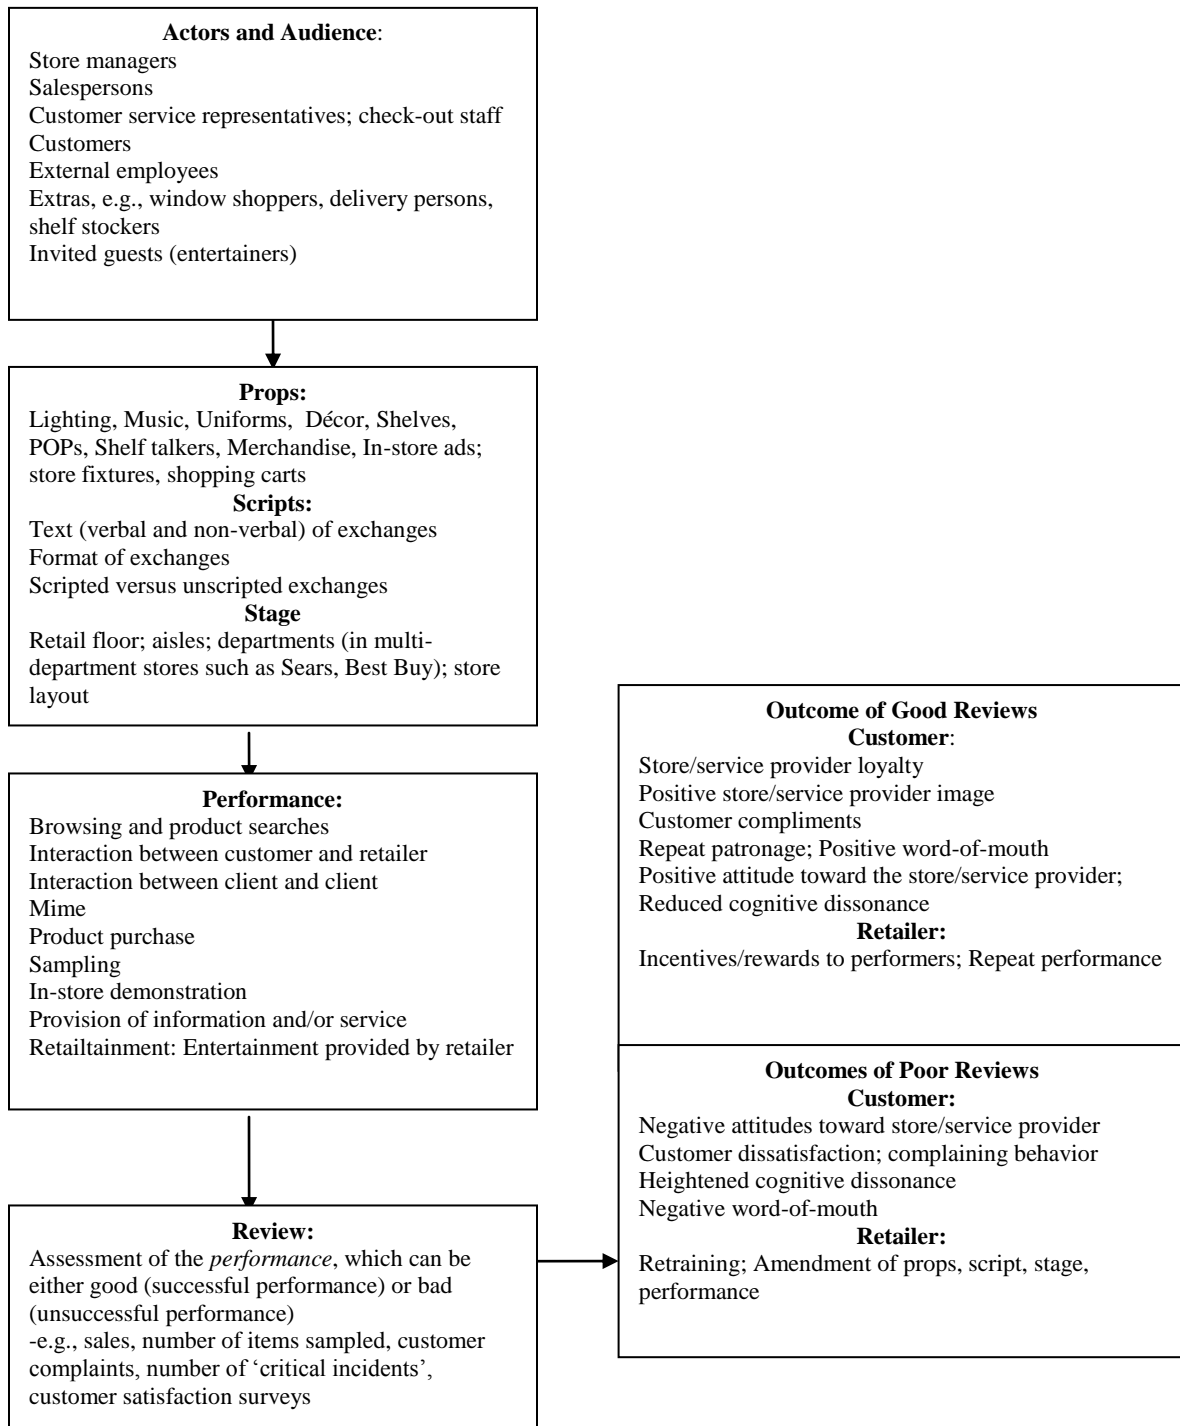 Actors and Audience:
Store managers
Salespersons
Customer service representatives; check-out staff
Customers
External employees
Extras, e.g., window shoppers, delivery persons,
shelf stockers
Invited guests (entertainers)
Props:
Lighting, Music, Uniforms,  Décor, Shelves,
POPs, Shelf talkers, Merchandise, In-store ads;
store fixtures, shopping carts
Scripts:
Text (verbal and non-verbal) of exchanges
Format of exchanges
Scripted versus unscripted exchanges
Stage
Retail floor; aisles; departments (in multi-
department stores such as Sears, Best Buy); store
layout
Performance:
Browsing and product searches
Interaction between customer and retailer
Interaction between client and client
Mime
Product purchase
Sampling
In-store demonstration
Provision of information and/or service
Retailtainment: Entertainment provided by retailer
Review:
Assessment of the performance, which can be
either good (successful performance) or bad
(unsuccessful performance)
-e.g., sales, number of items sampled, customer
complaints, number of ‘critical incidents’,
customer satisfaction surveys
Outcome of Good Reviews
Customer:
Store/service provider loyalty
Positive store/service provider image
Customer compliments
Repeat patronage; Positive word-of-mouth
Positive attitude toward the store/service provider;
Reduced cognitive dissonance
Retailer:
Incentives/rewards to performers; Repeat performance
Outcomes of Poor Reviews
Customer:
Negative attitudes toward store/service provider
Customer dissatisfaction; complaining behavior
Heightened cognitive dissonance
Negative word-of-mouth
Retailer:
Retraining; Amendment of props, script, stage,
performance